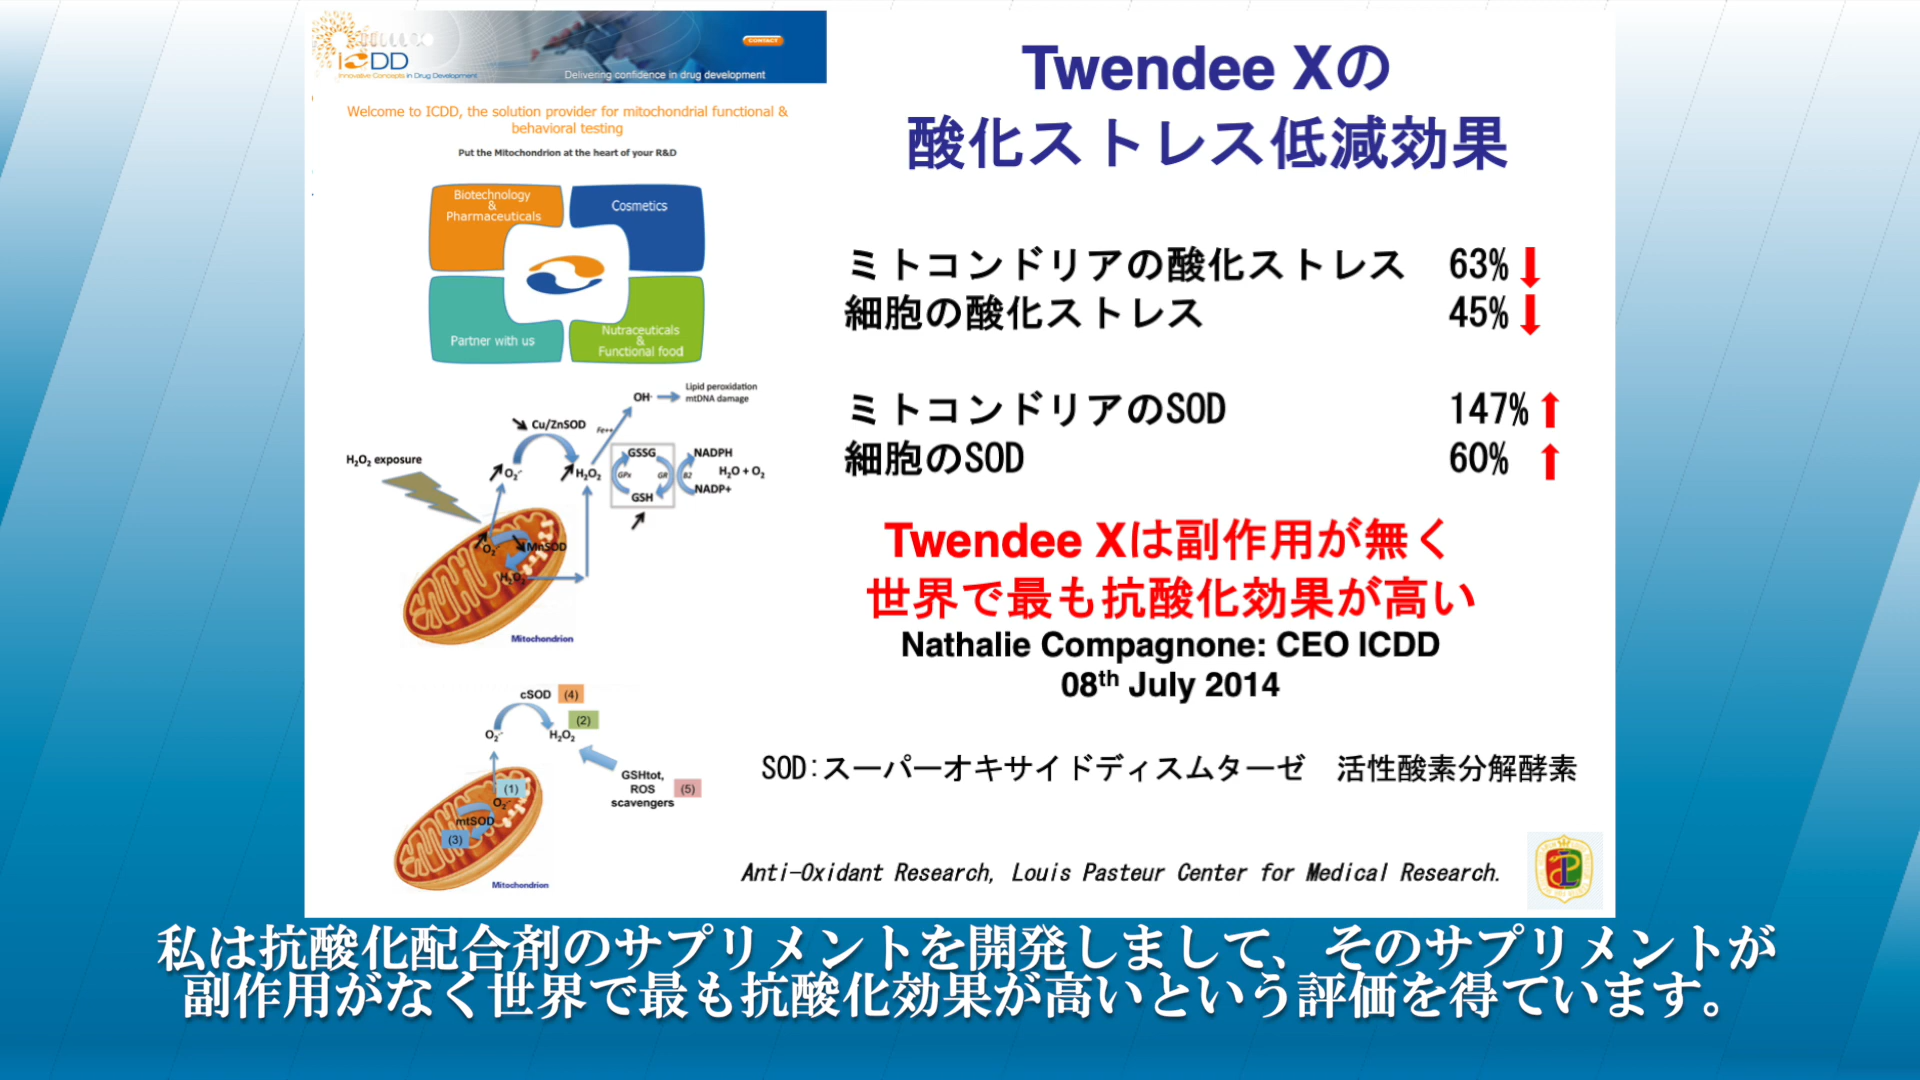 ICDD
Innovative Concepts in Drug Development
CONTACT
Delivering confidence in drug development
Welcome to ICDD, the solution provider for mitochondrial functional &
behavioral testing
Put the Mitochondrion at the heart of your R&D
Biotechnology
&
Pharmaceuticals
Cosmetics
Partner with us
Nutraceuticals
&
Functional food
Lipid peroxidation
mtDNA damage
OH·
Cu/ZnSOD
Fe++
H₂O₂ exposure
O₂·⁻
H₂O₂
GSSG
GPx
GR
GSH
B2
NADPH
NADP+
H₂O + O₂
O₂·⁻
MnSOD
H₂O₂
Mitochondrion
cSOD (4)
(2)
O₂·⁻
H₂O₂
GSHtot,
ROS
scavengers
(5)
(1)
O₂·⁻
mtSOD
(3)
Mitochondrion
Twendee Xの
酸化ストレス低減効果
ミトコンドリアの酸化ストレス 63%⬇
細胞の酸化ストレス 45%⬇
ミトコンドリアのSOD 147%⬆
細胞のSOD 60% ⬆
Twendee Xは副作用が無く
世界で最も抗酸化効果が高い
Nathalie Compagnone: CEO ICDD
08th July 2014
SOD:スーパーオキサイドディスムターゼ 活性酸素分解酵素
Anti-Oxidant Research, Louis Pasteur Center for Medical Research.
私は抗酸化配合剤のサプリメントを開発しまして、そのサプリメントが
副作用がなく世界で最も抗酸化効果が高いという評価を得ています。